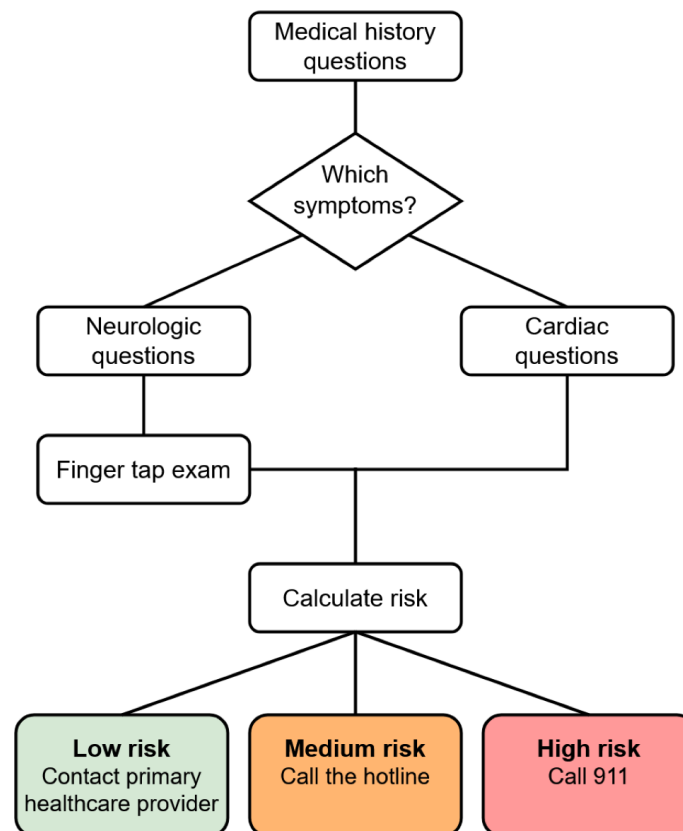 Medical history
questions
Which
symptoms?
Neurologic
questions
Cardiac
questions
Finger tap exam
Calculate risk
Low risk
Contact primary
healthcare provider
Medium risk
Call the hotline
High risk
Call 911